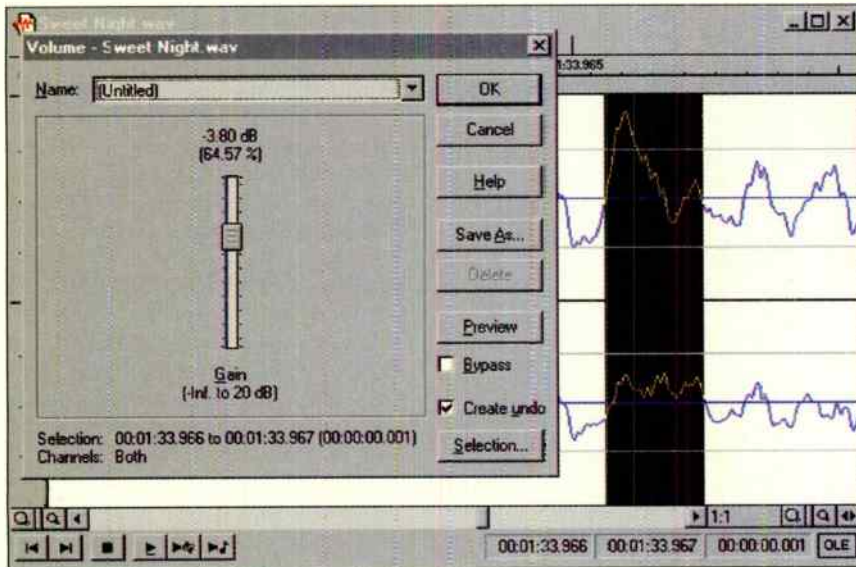 Sweet Night.wav
Volume - Sweet Night.wav
1:33.965
Name: (Untitled)
OK
Cancel
Help
Save As...
Delete
Preview
Bypass
Create undo
Selection...
-3.80 dB
(64.57 %)
Gain
(-Inf. to 20 dB)
Selection: 00:01:33.966 to 00:01:33.967 (00:00:00.001)
Channels: Both
1:1
00:01:33.966 00:01:33.967 00:00:00.001 OLE